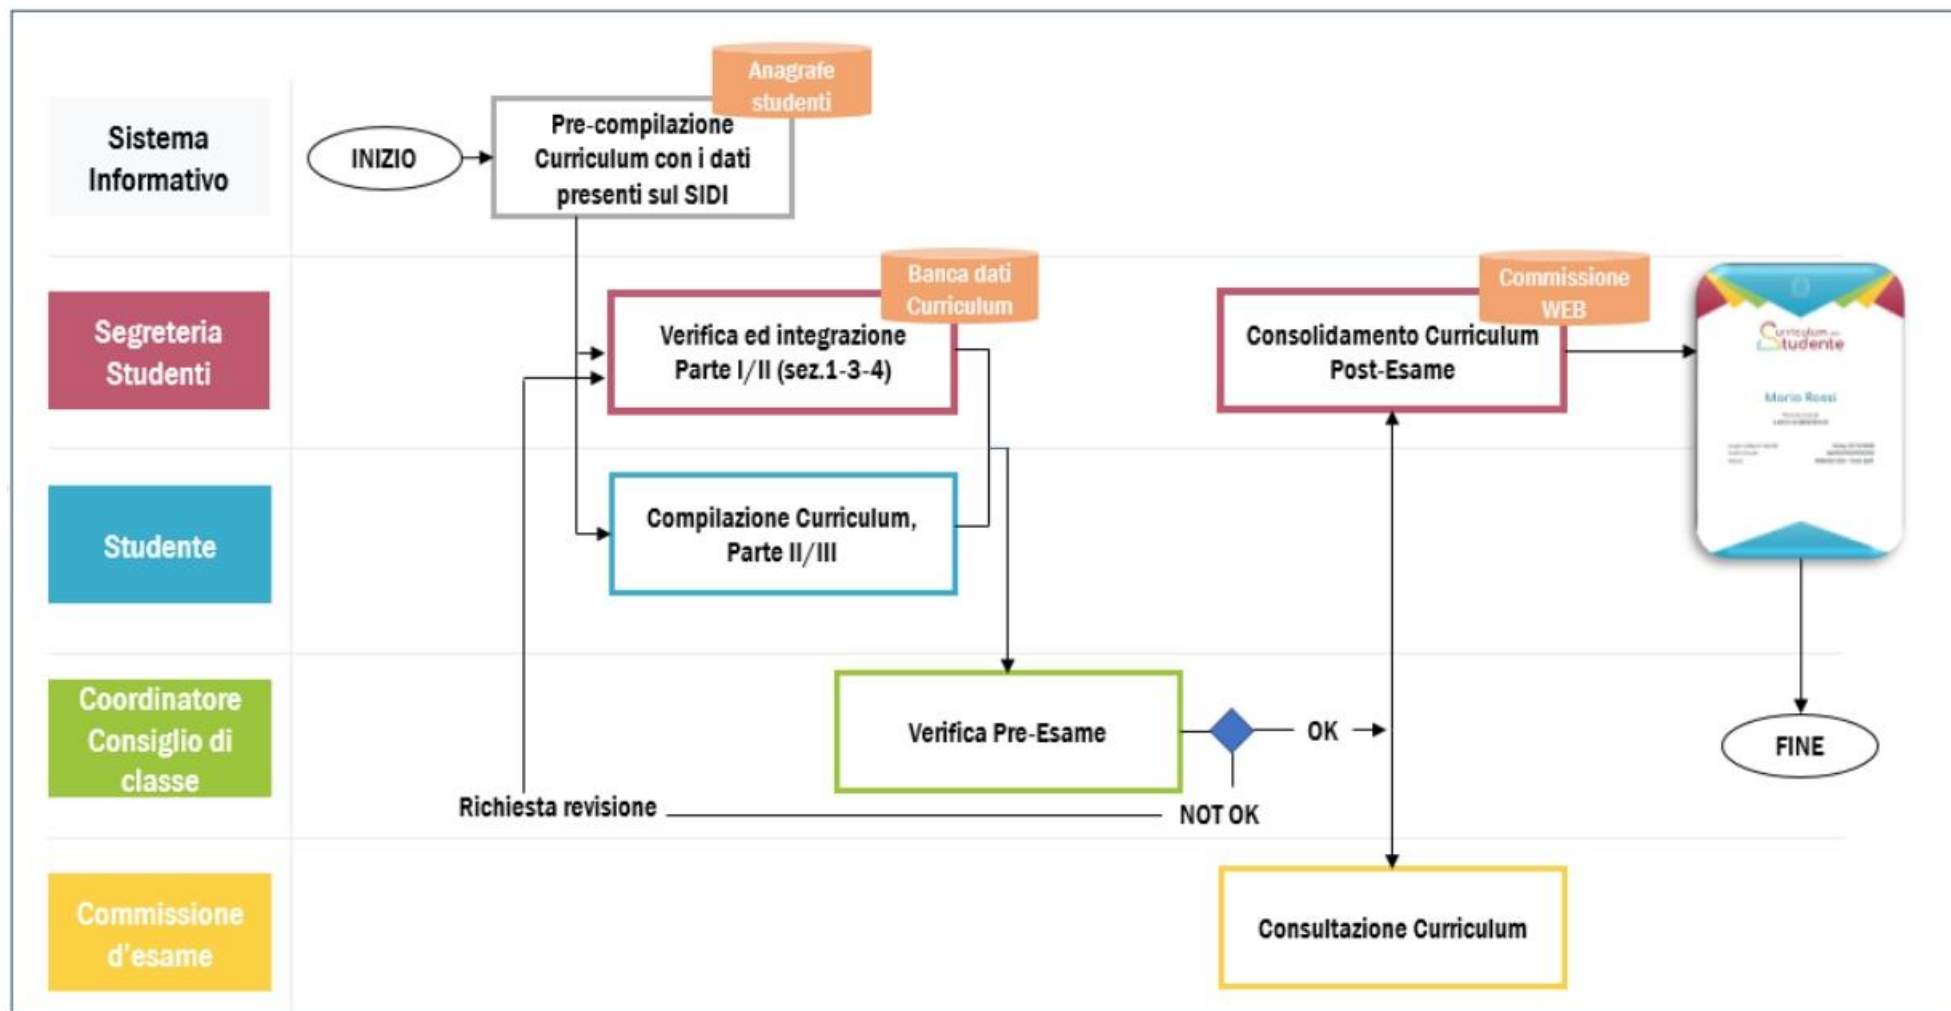 Anagrafe
studenti
Sistema
Informativo
INIZIO
Pre-compilazione
Curriculum con i dati
presenti sul SIDI
Segreteria
Studenti
Banca dati
Curriculum
Verifica ed integrazione
Parte I/II (sez.1-3-4)
Commissione
WEB
Consolidamento Curriculum
Post-Esame
Curriculum
Studente
Mario Rossi
Studente
Compilazione Curriculum,
Parte II/III
Coordinatore
Consiglio di
classe
Verifica Pre-Esame
OK
NOT OK
Richiesta revisione
FINE
Commissione
d'esame
Consultazione Curriculum